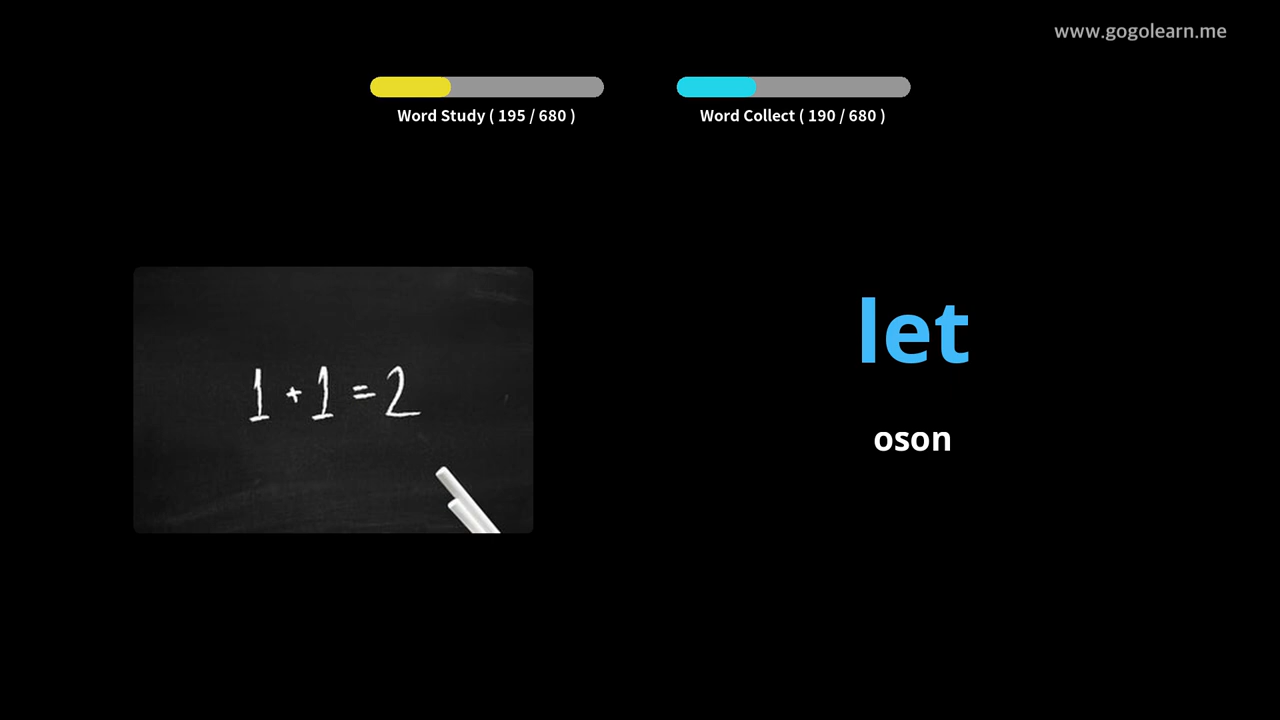 www.gogolearn.me
Word Study ( 195 / 680 )
Word Collect ( 190 / 680 )
1 + 1 = 2
let
oson